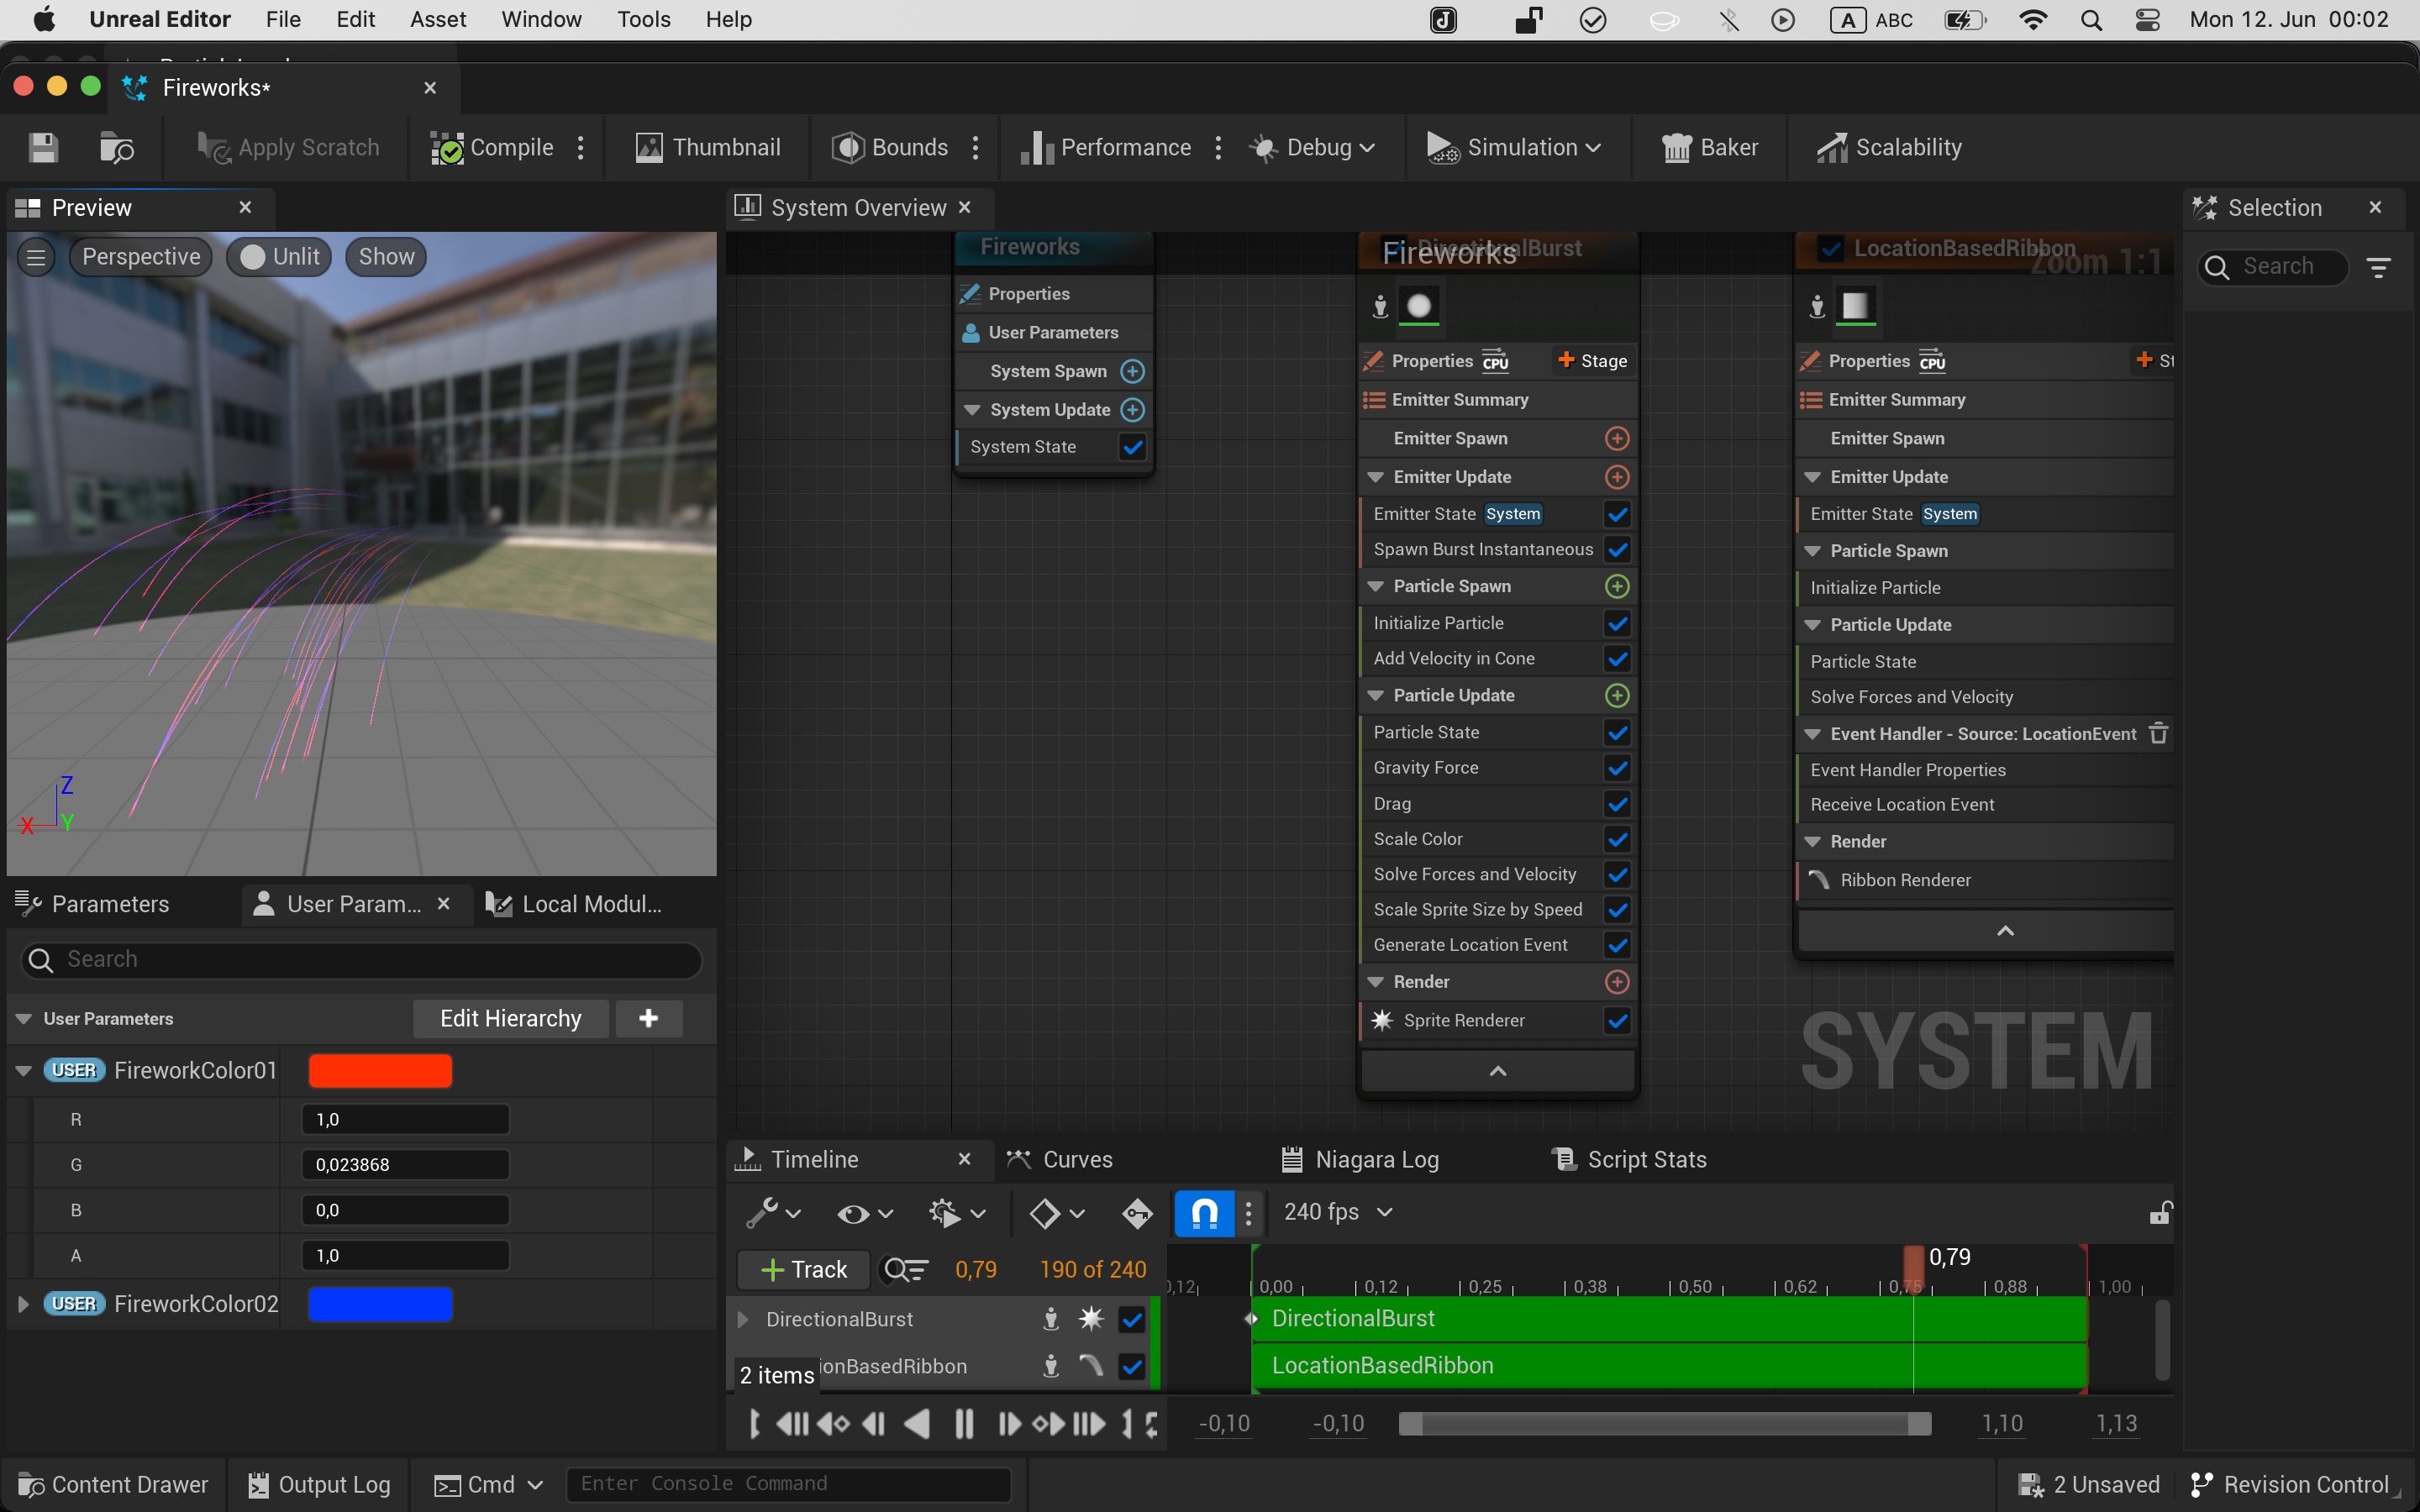 Unreal Editor File Edit Asset Window Tools Help
A ABC Mon 12. Jun 00:02
Fireworks*
Apply Scratch Compile Thumbnail Bounds Performance Debug Simulation Baker Scalability
Preview
Perspective Unlit Show
Z
X Y
System Overview
Fireworks
Zoom 1:1
Fireworks
Properties
User Parameters
System Spawn
System Update
System State
DirectionalBurst
Properties CPU Stage
Emitter Summary
Emitter Spawn
Emitter Update
Emitter State System
Spawn Burst Instantaneous
Particle Spawn
Initialize Particle
Add Velocity in Cone
Particle Update
Particle State
Gravity Force
Drag
Scale Color
Solve Forces and Velocity
Scale Sprite Size by Speed
Generate Location Event
Render
Sprite Renderer
LocationBasedRibbon
Properties CPU St
Emitter Summary
Emitter Spawn
Emitter Update
Emitter State System
Particle Spawn
Initialize Particle
Particle Update
Particle State
Solve Forces and Velocity
Event Handler - Source: LocationEvent
Event Handler Properties
Receive Location Event
Render
Ribbon Renderer
SYSTEM
Selection
Search
Parameters User Param... Local Modul...
Search
User Parameters Edit Hierarchy
USER FireworkColor01
R 1,0
G 0,023868
B 0,0
A 1,0
USER FireworkColor02
Timeline Curves Niagara Log Script Stats
240 fps
Track 0,79 190 of 240
0,79
0,12 0,00 0,12 0,25 0,38 0,50 0,62 0,75 0,88 1,00
DirectionalBurst DirectionalBurst
ionBasedRibbon LocationBasedRibbon
2 items
-0,10 -0,10 1,10 1,13
Content Drawer Output Log Cmd Enter Console Command 2 Unsaved Revision Control